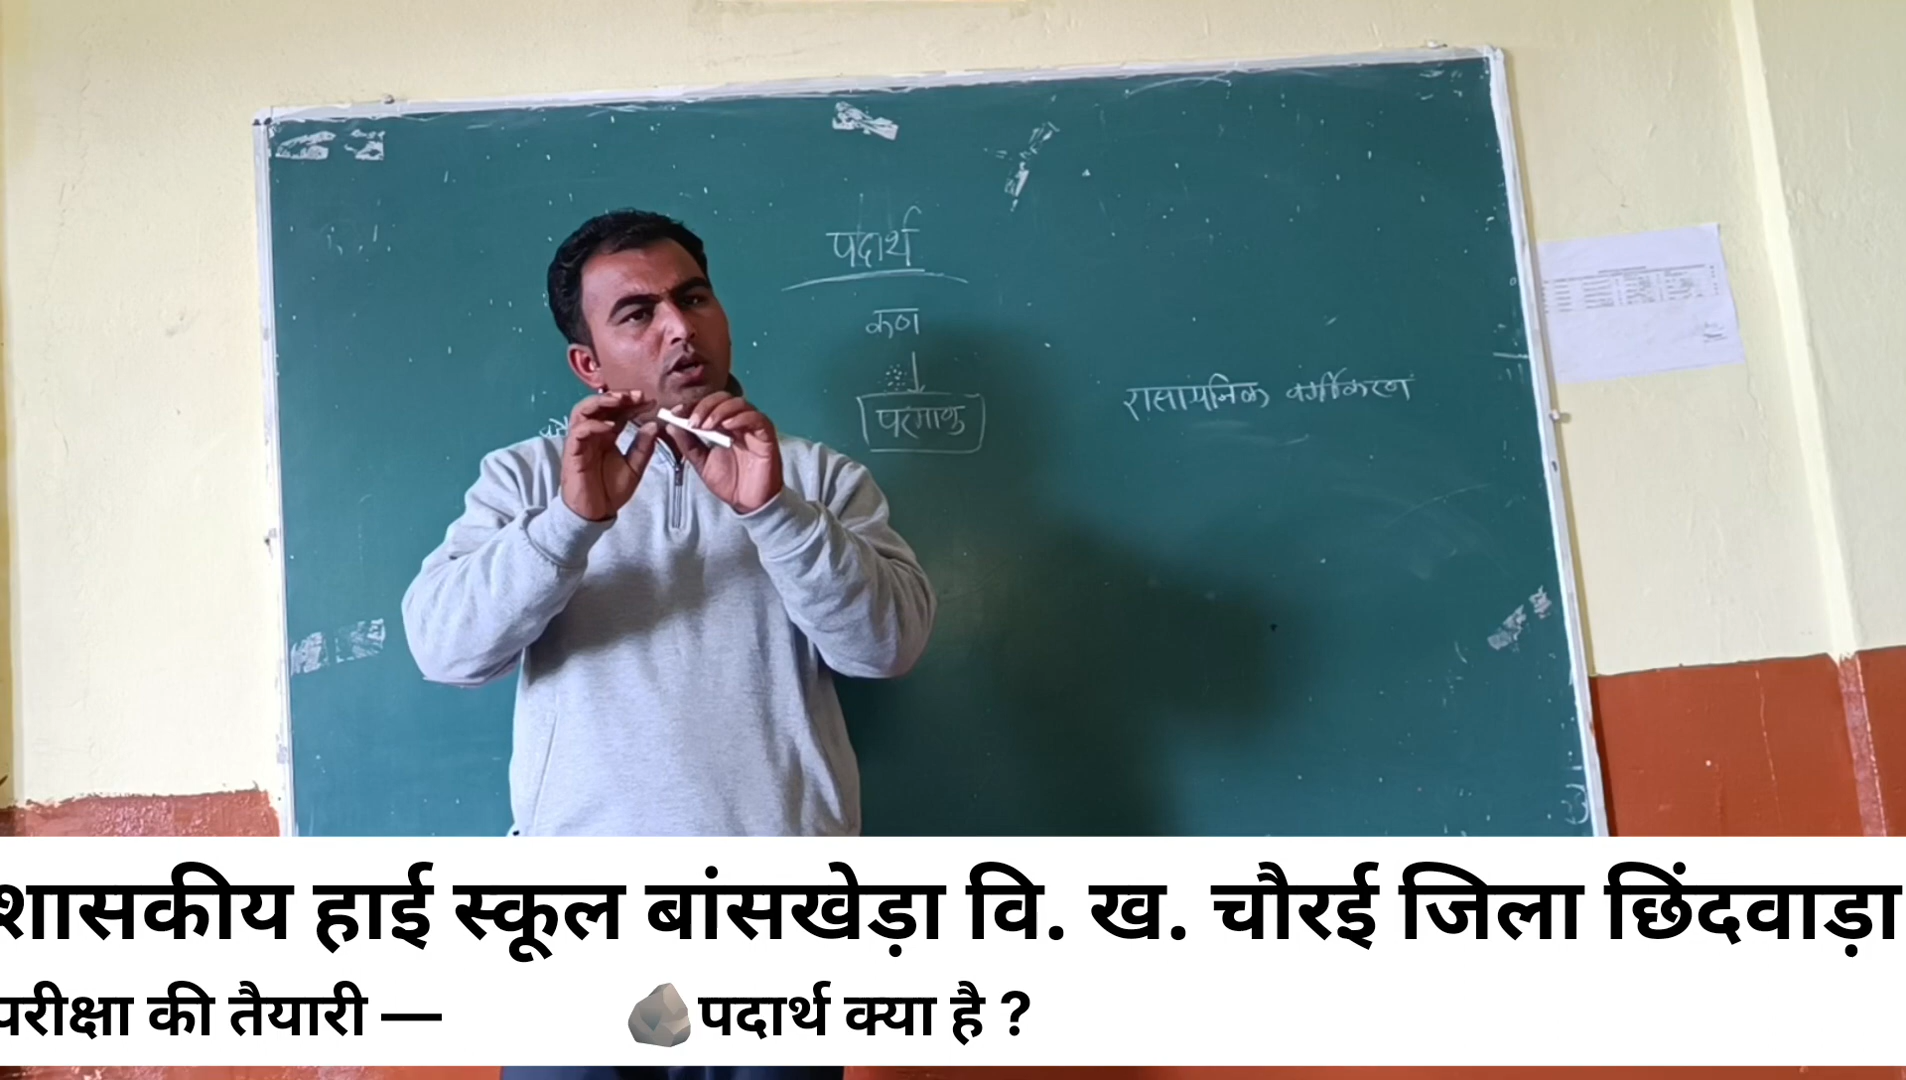 पदार्थ
कण
परमाणु
रासायनिक वर्गीकरण
शासकीय हाई स्कूल बांसखेड़ा वि. ख. चौरई जिला छिंदवाड़ा
परीक्षा की तैयारी — पदार्थ क्या है ?